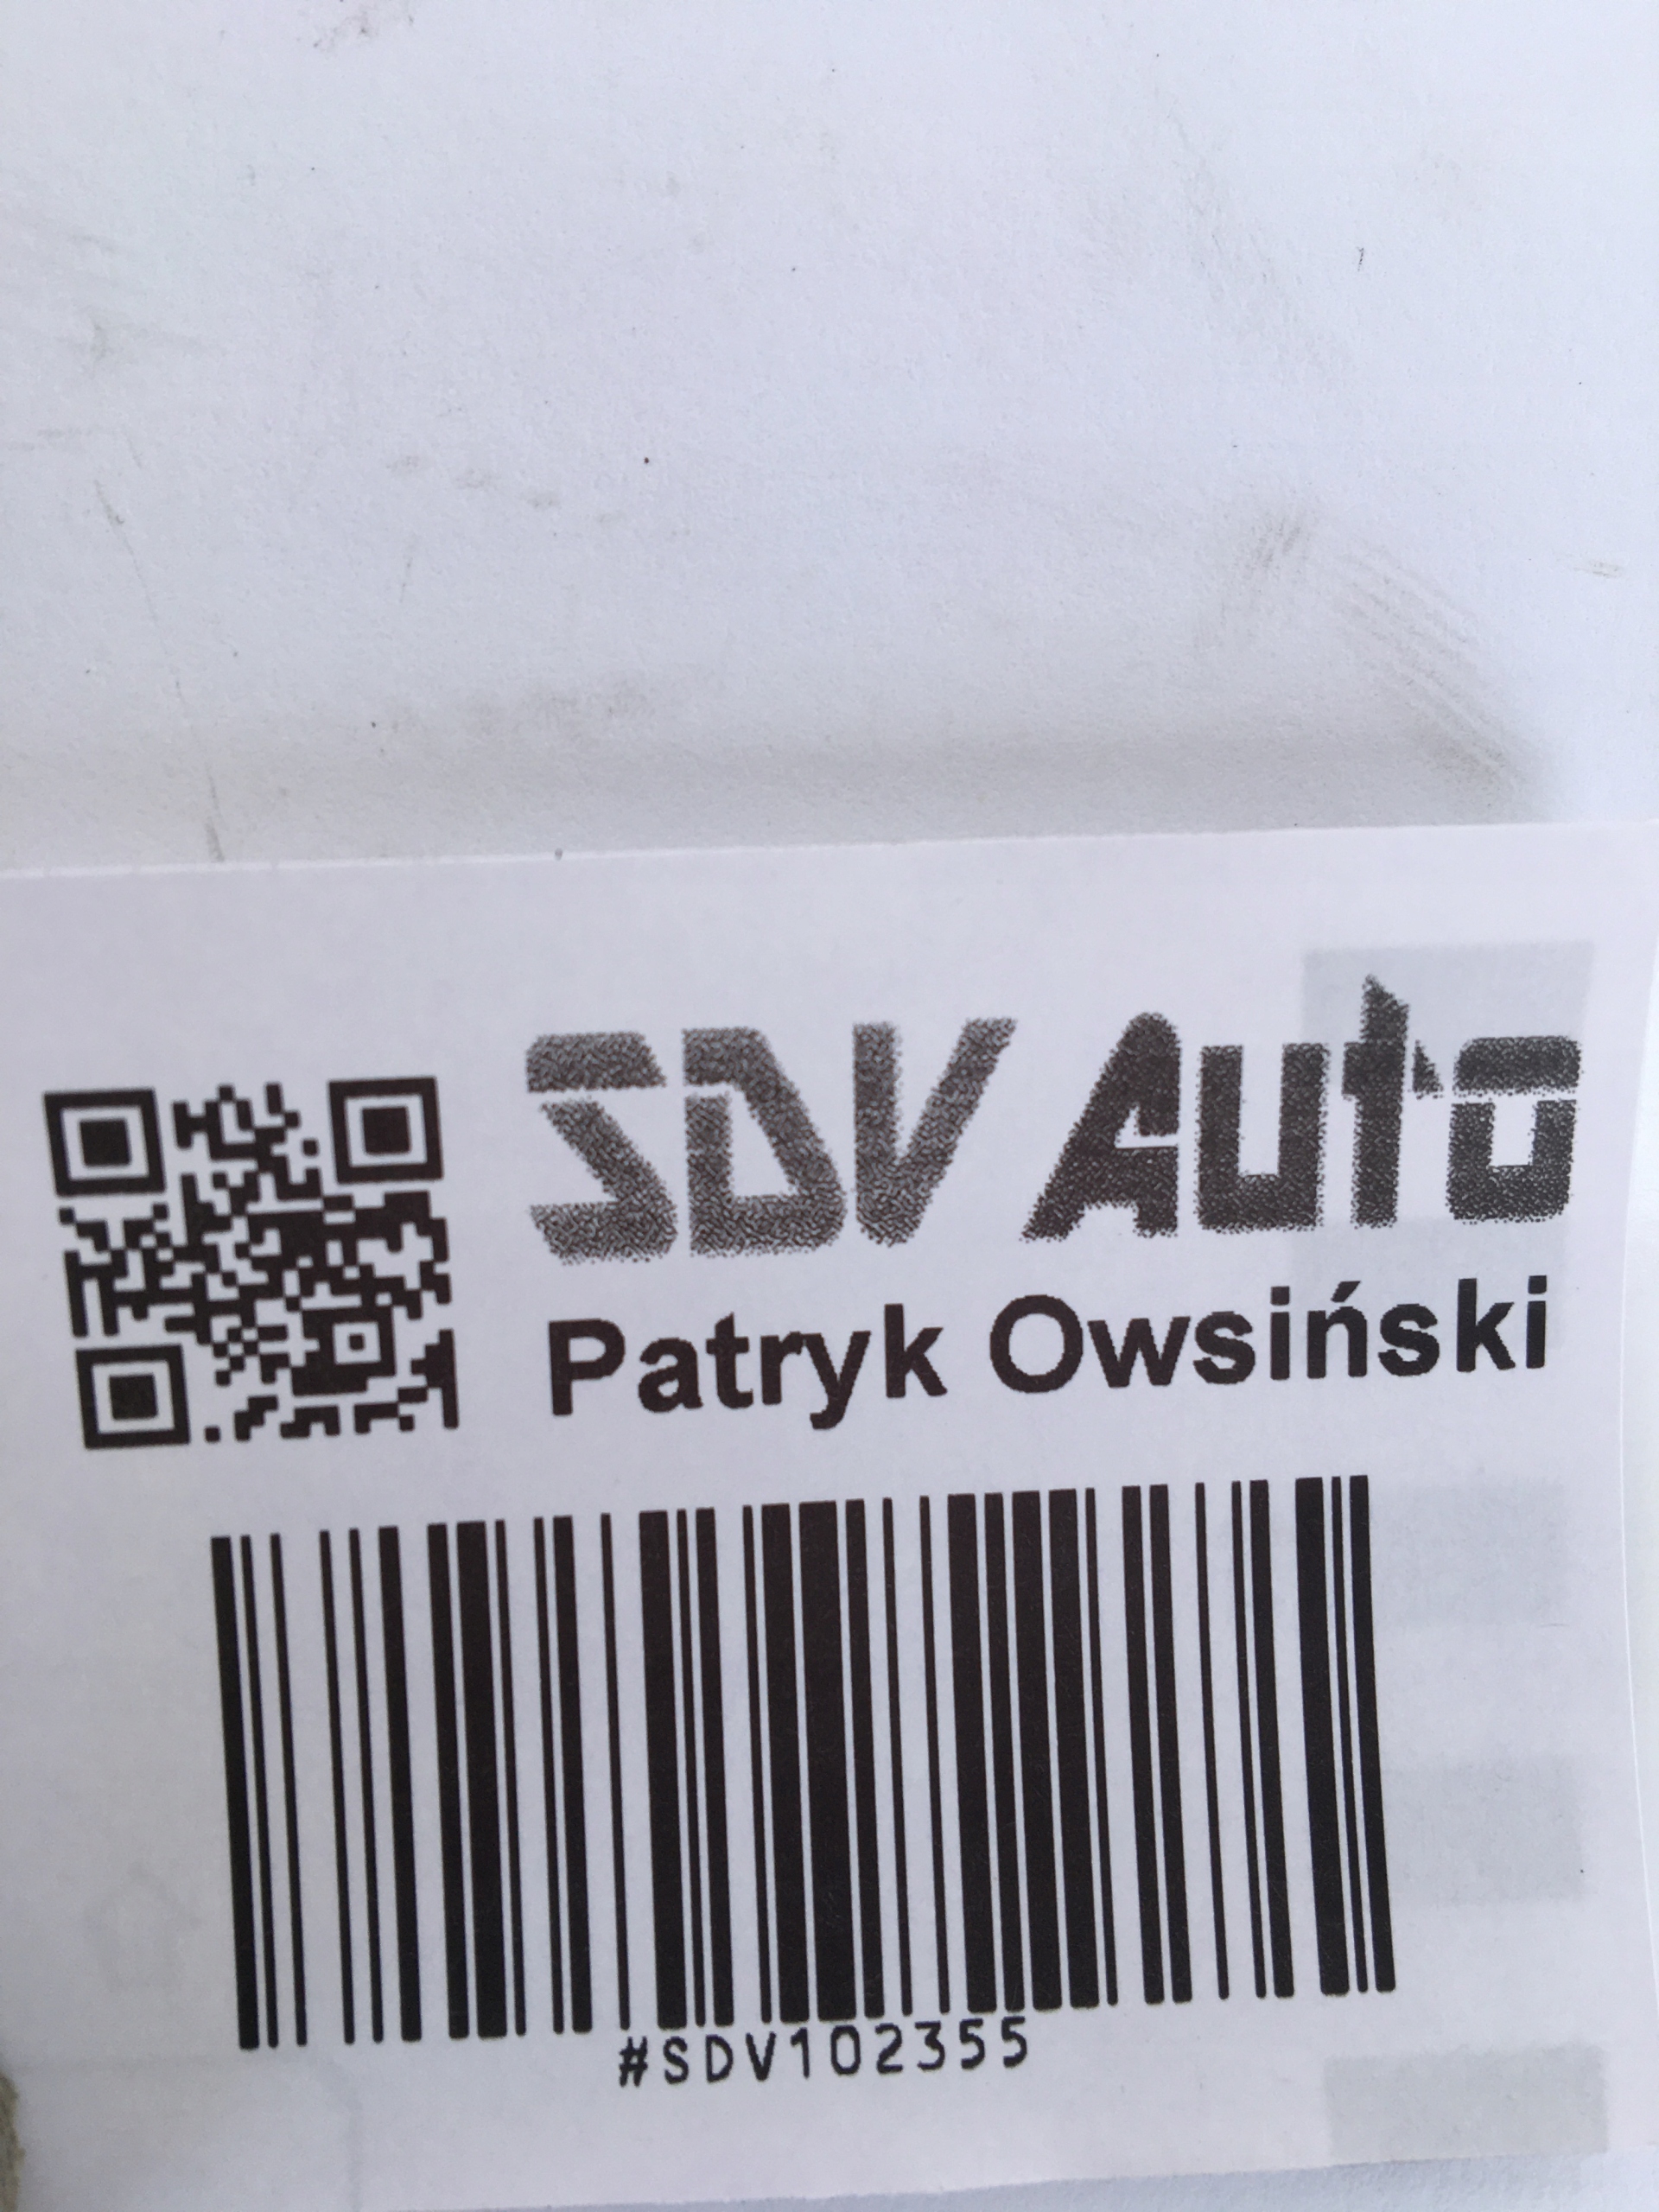 SDV Auto
Patryk Owsiński
#SDV102355